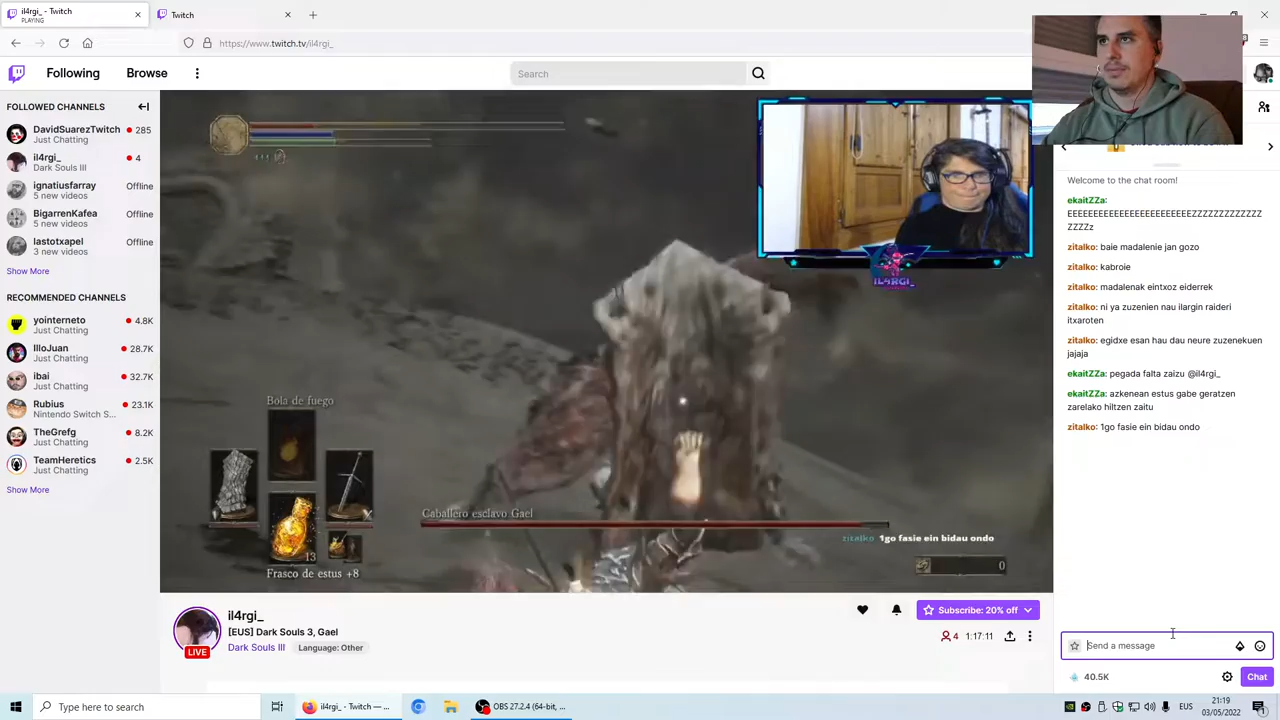 il4rgi_
PLAYING
Twitch
https://www.twitch.tv/il4rgi_
Following
Browse
Search
FOLLOWED CHANNELS
DavidSuarezTwitch
285
Just Chatting
il4rgi_
4
Dark Souls III
ignatiusfarray
Offline
5 new videos
BigarrenKafea
Offline
5 new videos
lastotxapel
Offline
3 new videos
Show More
RECOMMENDED CHANNELS
yointerneto
4.8K
Just Chatting
IlloJuan
28.7K
Just Chatting
ibai
32.7K
Just Chatting
Rubius
23.1K
Nintendo Switch S...
TheGrefg
8.2K
Just Chatting
TeamHeretics
2.5K
Just Chatting
Show More
IL4RGI_
Bola de fuego
13
Frasco de estus +8
Caballero esclavo Gael
zitalko 1go fasie ein bidau ondo
0
il4rgi_
[EUS] Dark Souls 3, Gael
Dark Souls III
Language: Other
LIVE
Subscribe: 20% off
4
1:17:11
Welcome to the chat room!
ekaitZZa:
EEEEEEEEEEEEEEEEEEEEEEEEZZZZZZZZZZZZZ
ZZZZz
zitalko: baie madalenie jan gozo
zitalko: kabroie
zitalko: madalenak eintxoz eiderrek
zitalko: ni ya zuzenien nau ilargin raideri
itxaroten
zitalko: egidxe esan hau dau neure zuzenekuen
jajaja
ekaitZZa: pegada falta zaizu @il4rgi_
ekaitZZa: azkenean estus gabe geratzen
zarelako hiltzen zaitu
zitalko: 1go fasie ein bidau ondo
Send a message
40.5K
Chat
Type here to search
il4rgi_ - Twitch — ...
OBS 27.2.4 (64-bit, ...
EUS
21:19
03/05/2022